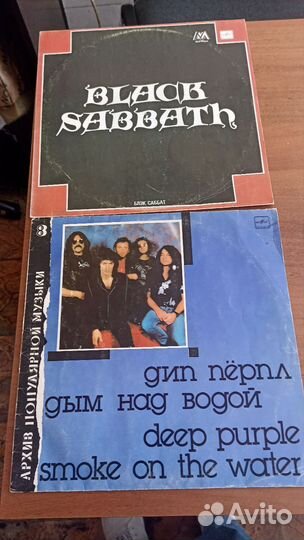 BLACK
SABBATH
БЛЭК САББАТ
3
АРХИВ ПОПУЛЯРНОЙ МУЗЫКИ
дип пёрпл
дым над водой
deep purple
smoke on the water
Avito